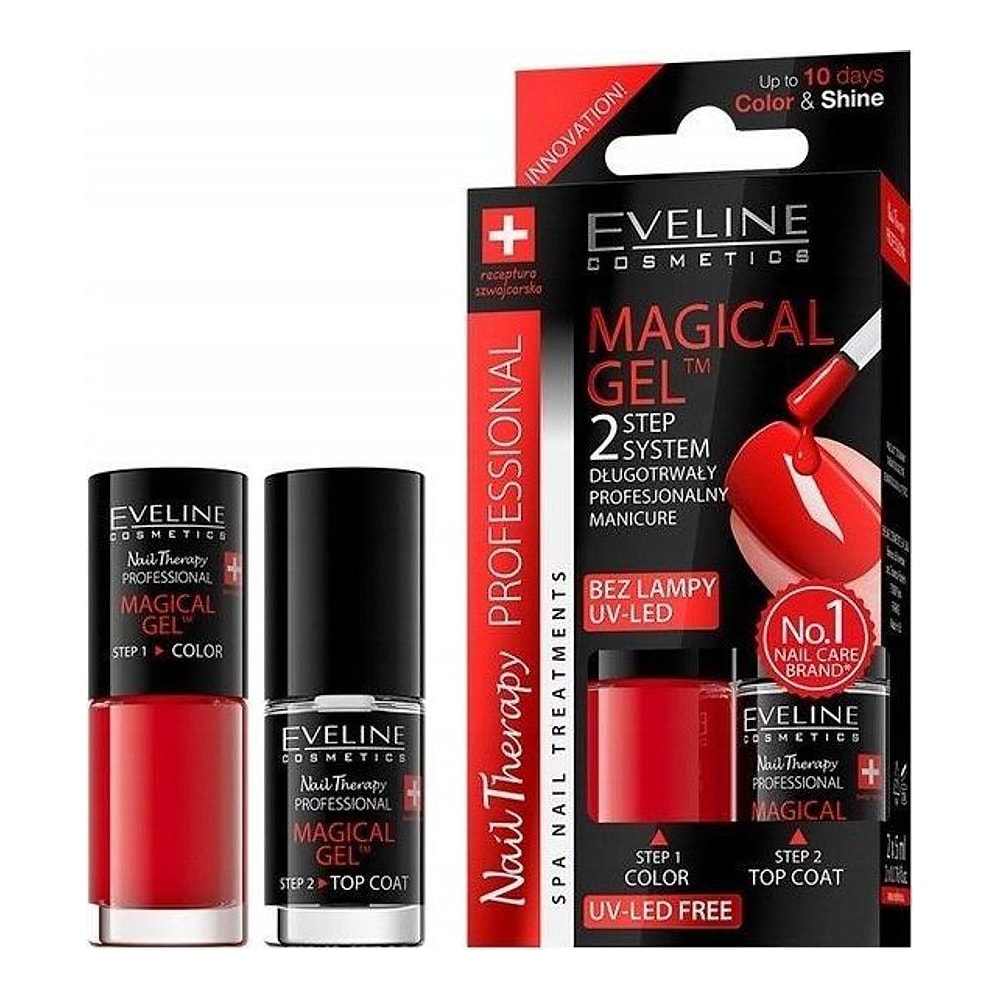 INNOVATION!
Up to 10 days
Color & Shine
receptura
szwajcarska
EVELINE
COSMETICS
MAGICAL
GEL™
2 STEP
SYSTEM
DŁUGOTRWAŁY
PROFESJONALNY
MANICURE
BEZ LAMPY
UV-LED
No.1
NAIL CARE
BRAND*
Nail Therapy PROFESSIONAL
SPA NAIL TREATMENTS
EVELINE
COSMETICS
Nail Therapy
PROFESSIONAL
MAGICAL
STEP 1
COLOR
STEP 2
TOP COAT
UV-LED FREE
2 x 5 ml
EVELINE
COSMETICS
Nail Therapy
PROFESSIONAL
MAGICAL
GEL™
STEP 1 ► COLOR
EVELINE
COSMETICS
Nail Therapy
PROFESSIONAL
MAGICAL
GEL™
STEP 2 ► TOP COAT